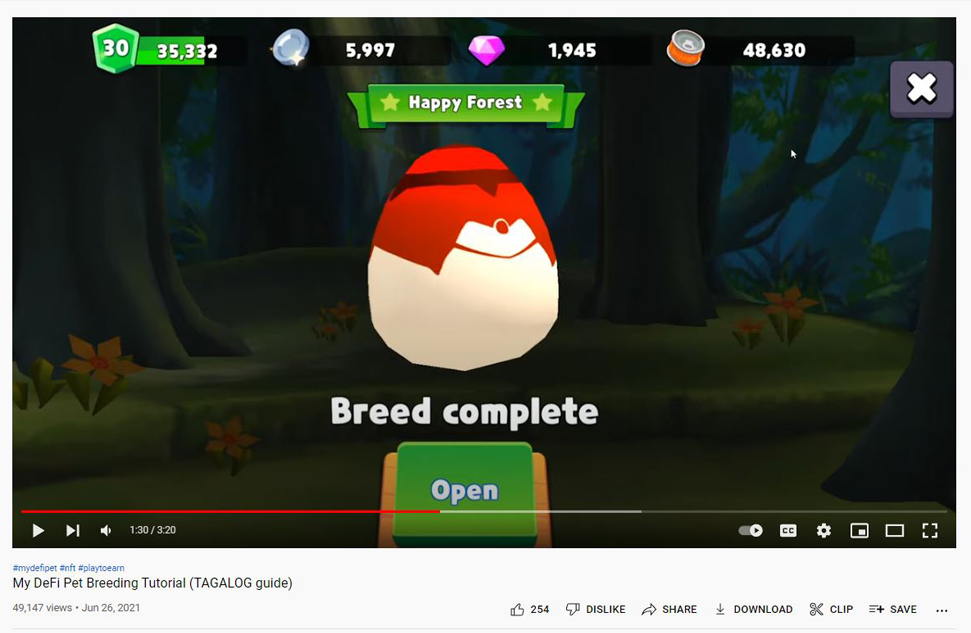 30 35,332 5,997 1,945 48,630
Happy Forest
Breed complete
Open
1:30 / 3:20 CC
#mydefipet #nft #playtoearn
My DeFi Pet Breeding Tutorial (TAGALOG guide)
49,147 views • Jun 26, 2021 254 DISLIKE SHARE DOWNLOAD CLIP SAVE ...